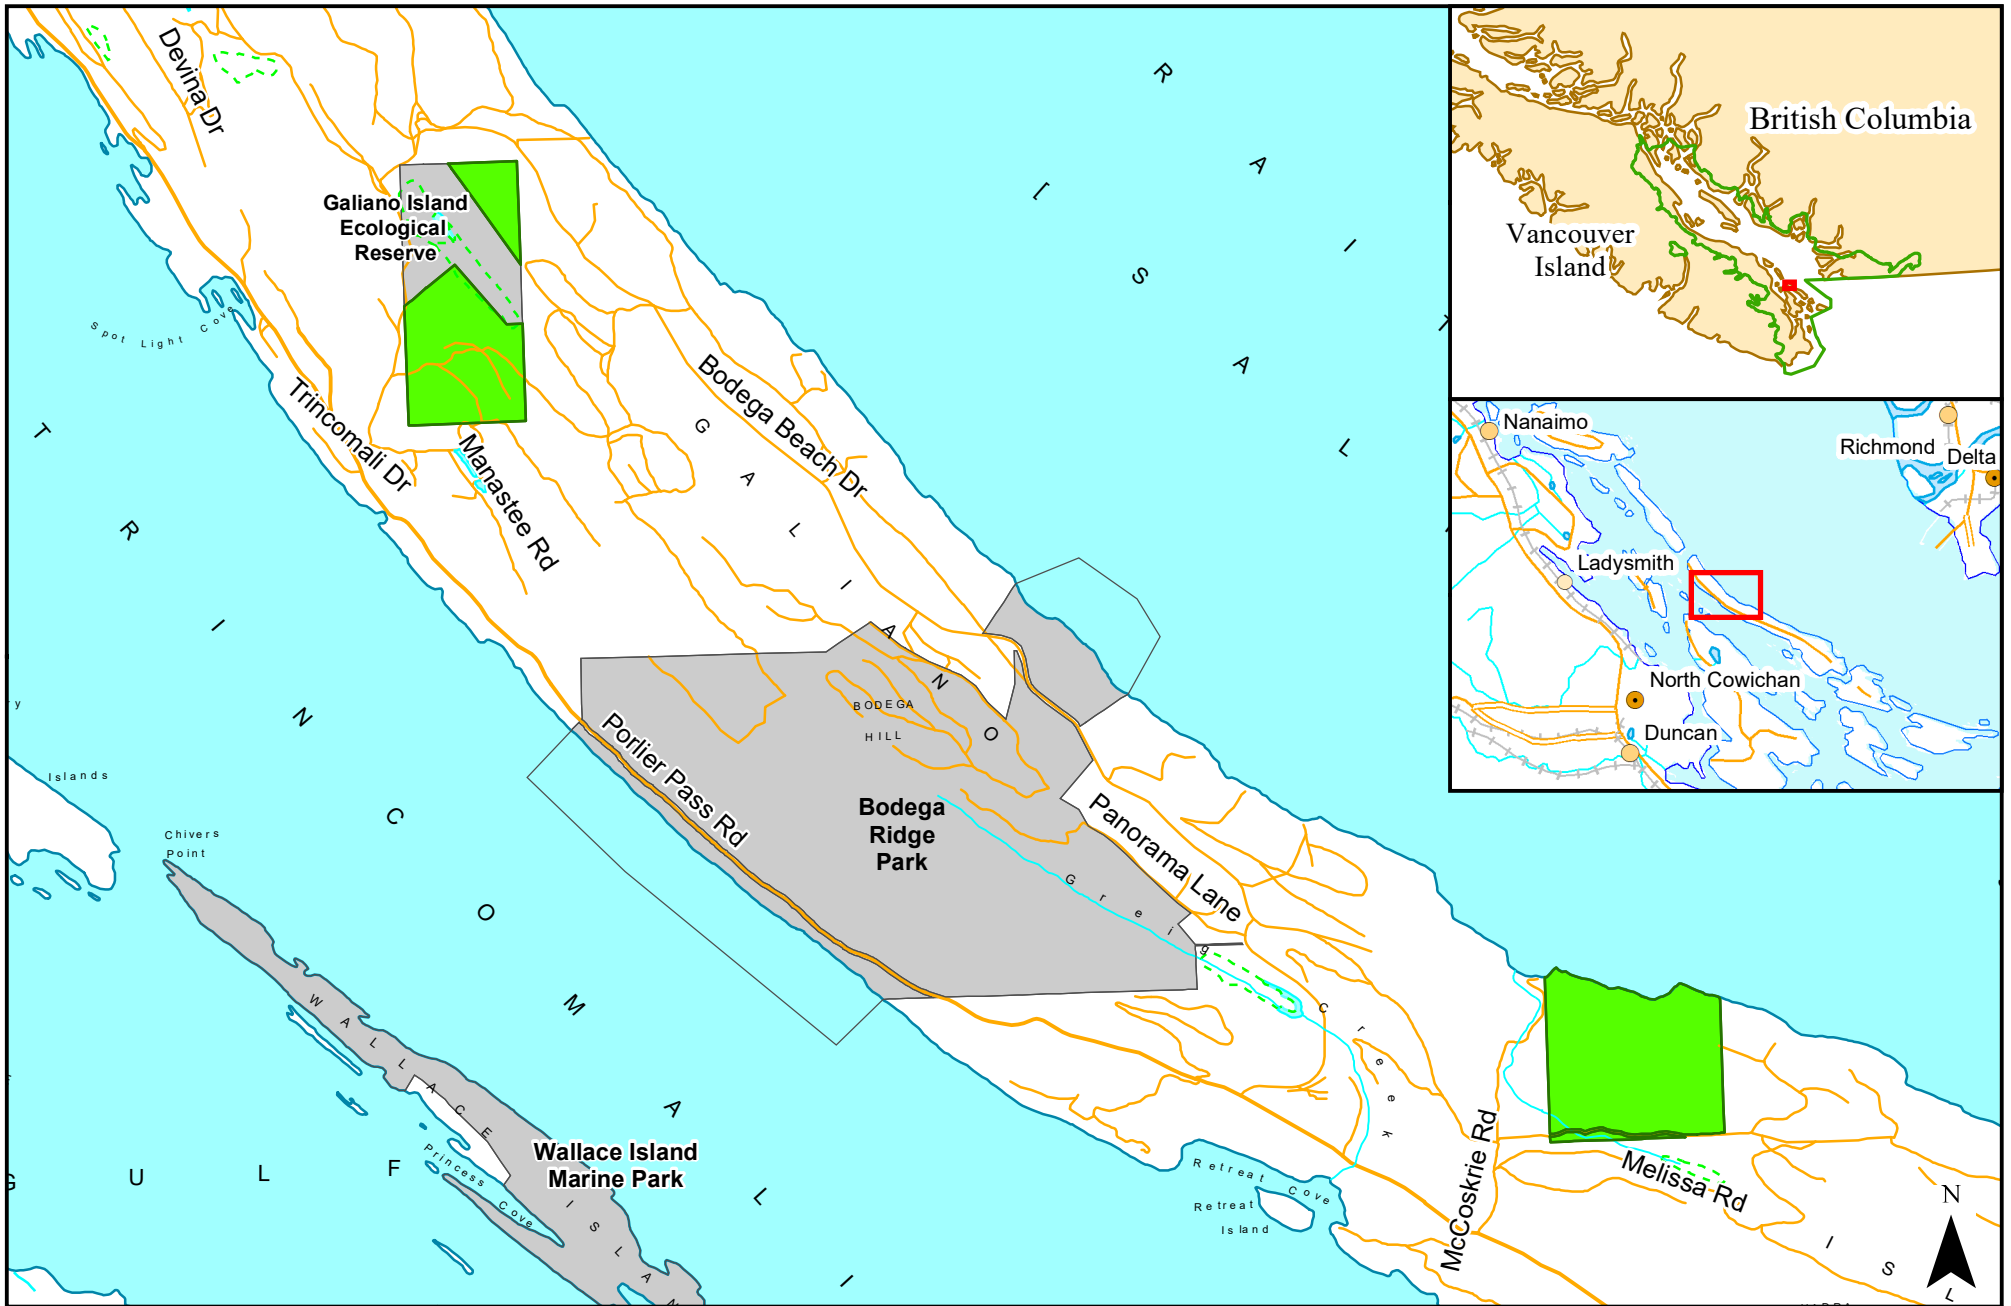 Devina Dr
Galiano Island
Ecological
Reserve
Spot Light Cove
Trincomali Dr
Manastee Rd
Bodega Beach Dr
GALIANO
STRAIT
TRINCOMALI
BODEGA
HILL
Porlier Pass Rd
Bodega
Ridge
Park
Panorama Lane
Greig Creek
Islands
Chivers
Point
WALLACE ISLAN
Princess Cove
Wallace Island
Marine Park
GULF
Retreat Cove
Retreat
Island
McCoskrie Rd
Melissa Rd
ISL
N
British Columbia
Vancouver
Island
Nanaimo
Richmond
Delta
Ladysmith
North Cowichan
Duncan